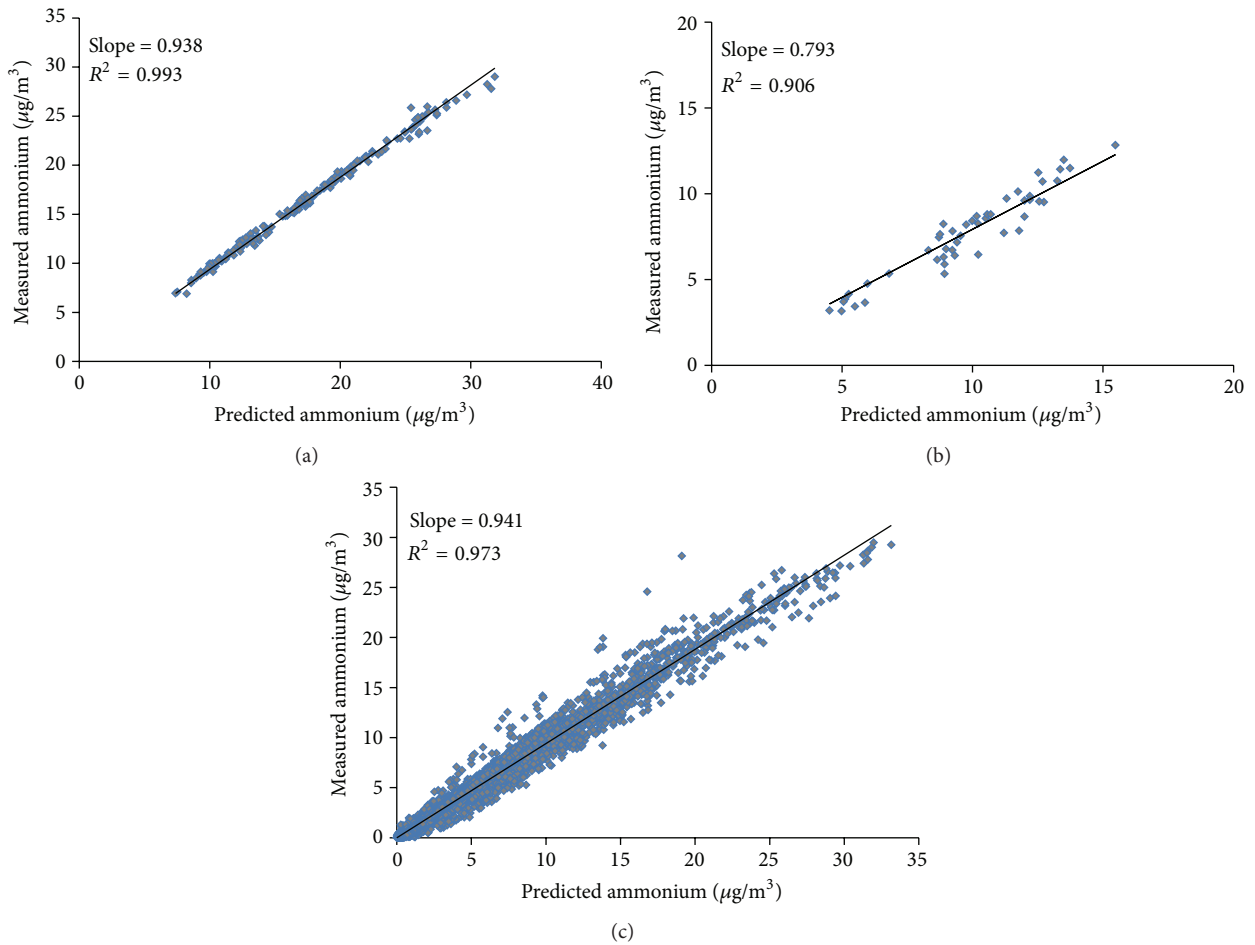 35
30
25
20
15
10
5
0
Measured ammonium (μg/m³)
Slope = 0.938
R² = 0.993
0 10 20 30 40
Predicted ammonium (μg/m³)
(a)
20
15
10
5
0
Measured ammonium (μg/m³)
Slope = 0.793
R² = 0.906
0 5 10 15 20
Predicted ammonium (μg/m³)
(b)
35
30
25
20
15
10
5
0
Measured ammonium (μg/m³)
Slope = 0.941
R² = 0.973
0 5 10 15 20 25 30 35
Predicted ammonium (μg/m³)
(c)